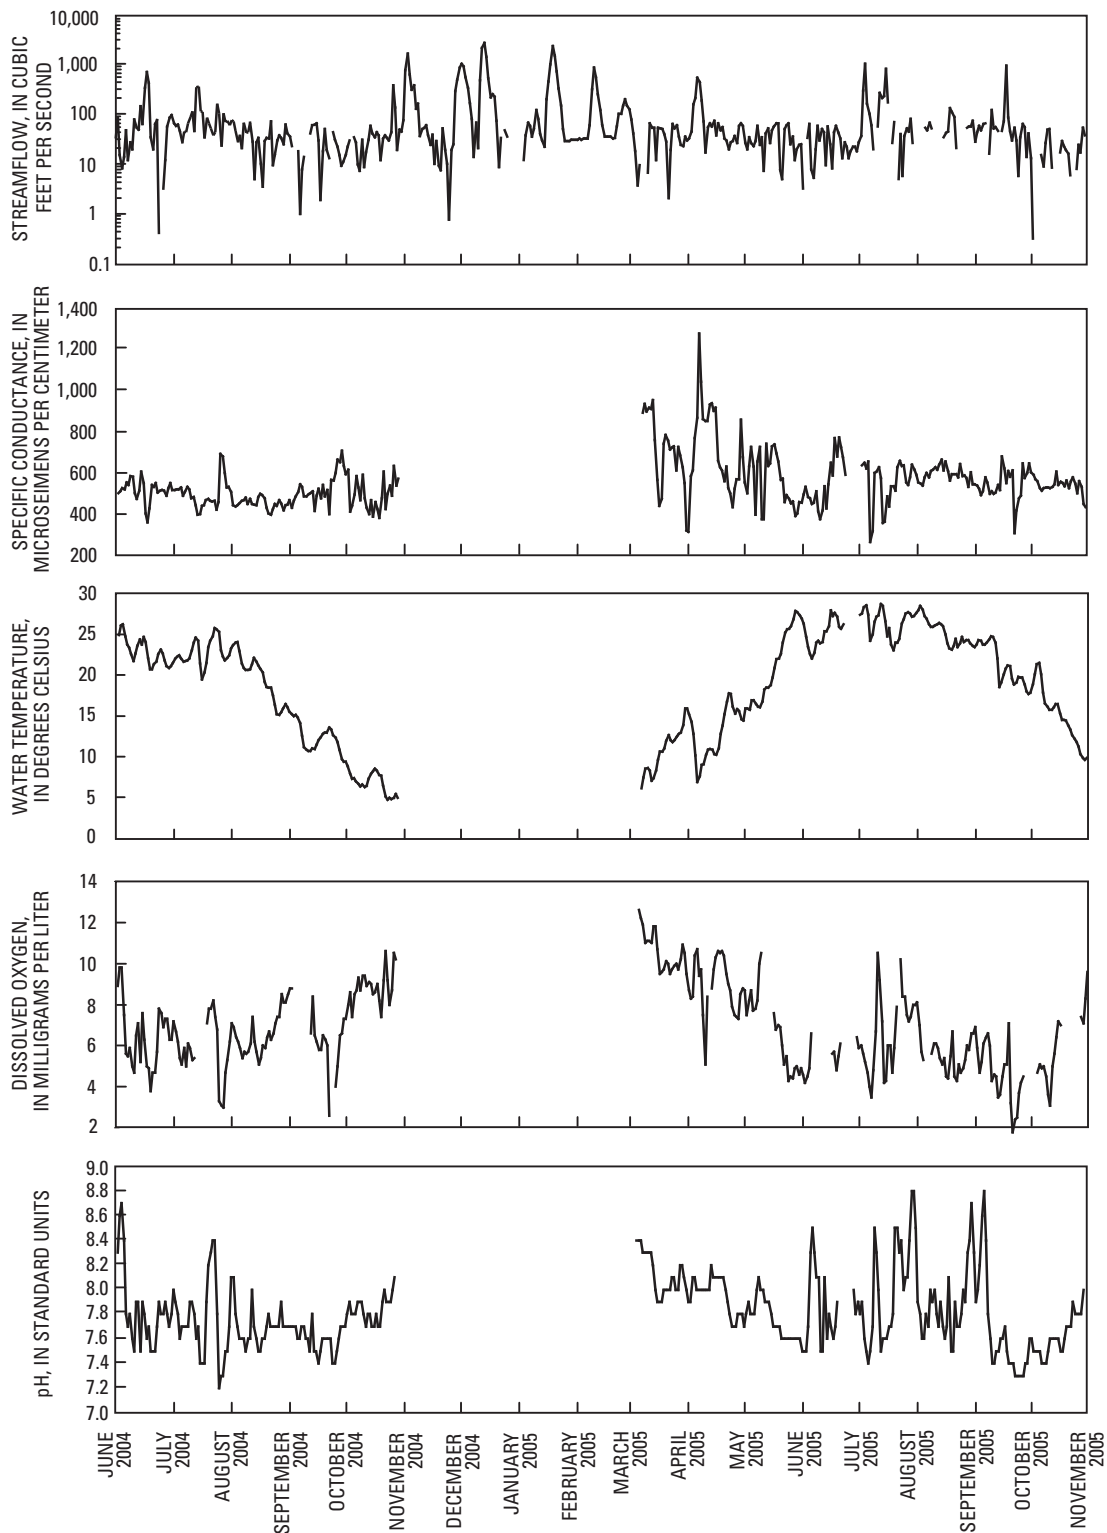 STREAMFLOW, IN CUBIC
FEET PER SECOND
10,000
1,000
100
10
1
0.1
SPECIFIC CONDUCTANCE, IN
MICROSEIMENS PER CENTIMETER
1,400
1,200
1,000
800
600
400
200
WATER TEMPERATURE,
IN DEGREES CELSIUS
30
25
20
15
10
5
0
DISSOLVED OXYGEN,
IN MILLIGRAMS PER LITER
14
12
10
8
6
4
2
pH, IN STANDARD UNITS
9.0
8.8
8.6
8.4
8.2
8.0
7.8
7.6
7.4
7.2
7.0
JUNE
2004
JULY
2004
AUGUST
2004
SEPTEMBER
2004
OCTOBER
2004
NOVEMBER
2004
DECEMBER
2004
JANUARY
2005
FEBRUARY
2005
MARCH
2005
APRIL
2005
MAY
2005
JUNE
2005
JULY
2005
AUGUST
2005
SEPTEMBER
2005
OCTOBER
2005
NOVEMBER
2005